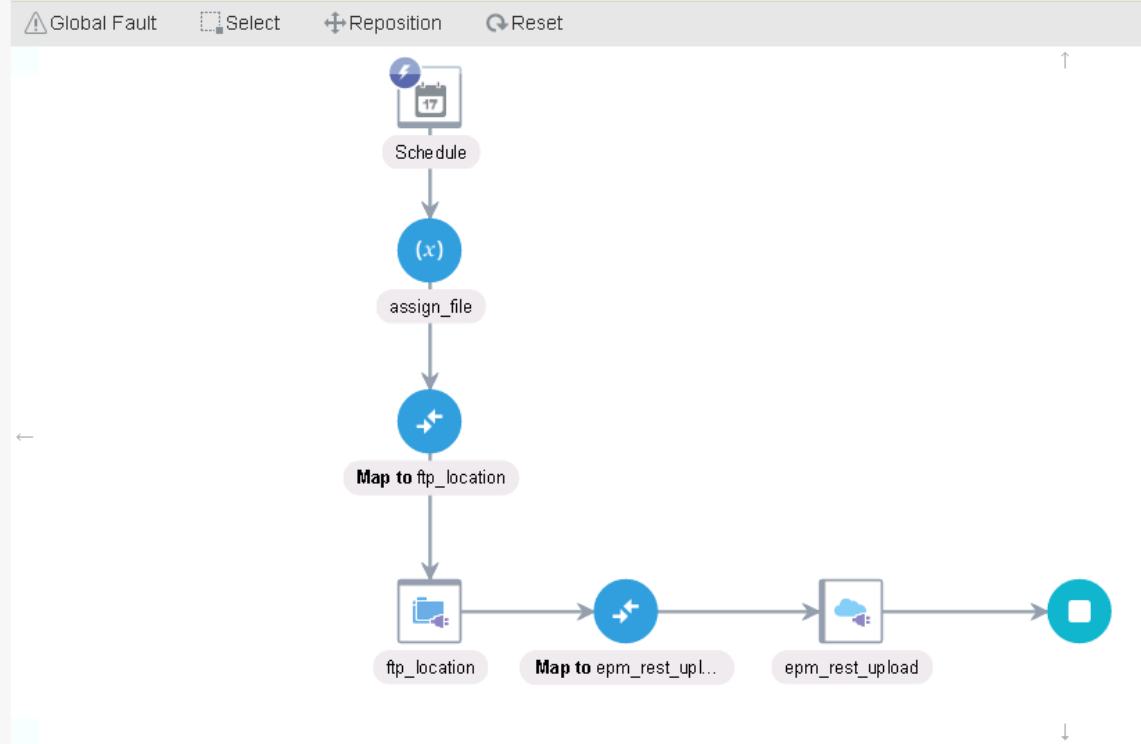 Global Fault Select Reposition Reset
17
Schedule
(x)
assign_file
Map to ftp_location
ftp_location Map to epm_rest_upl... epm_rest_upload